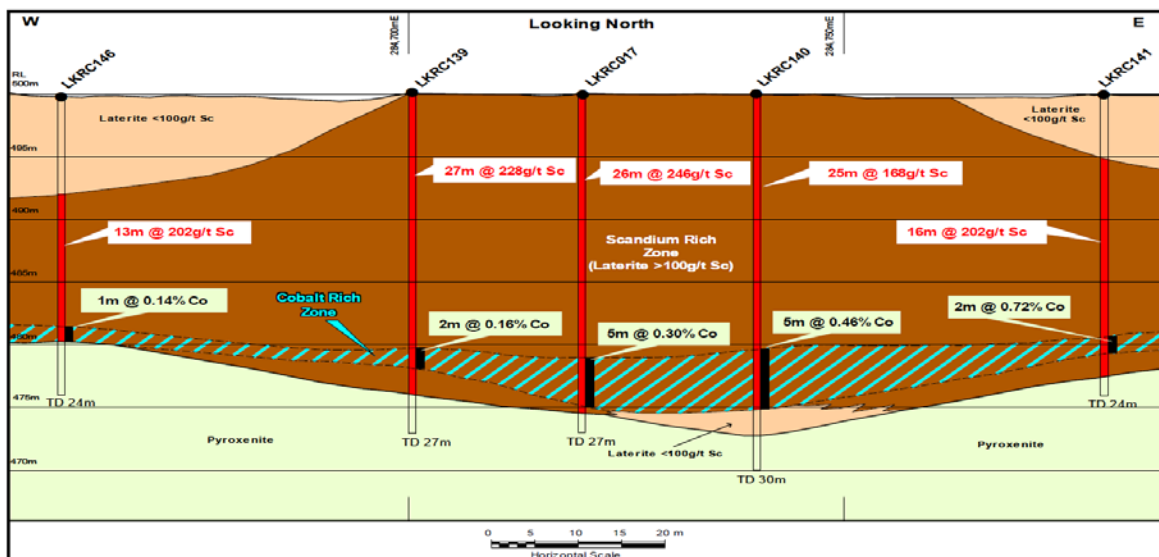 W
Looking North
E
284,700mE
284,750mE
LKRC146
LKRC139
LKRC017
LKRC140
LKRC141
RL
500m
Laterite <100g/t Sc
Laterite
<100g/t Sc
495m
27m @ 228g/t Sc
26m @ 246g/t Sc
25m @ 168g/t Sc
490m
13m @ 202g/t Sc
Scandium Rich
Zone
(Laterite >100g/t Sc)
16m @ 202g/t Sc
485m
1m @ 0.14% Co
Cobalt Rich
Zone
2m @ 0.16% Co
5m @ 0.30% Co
5m @ 0.46% Co
2m @ 0.72% Co
480m
475m
TD 24m
TD 24m
Pyroxenite
TD 27m
TD 27m
Laterite <100g/t Sc
Pyroxenite
470m
TD 30m
0 5 10 15 20 m
Horizontal Scale